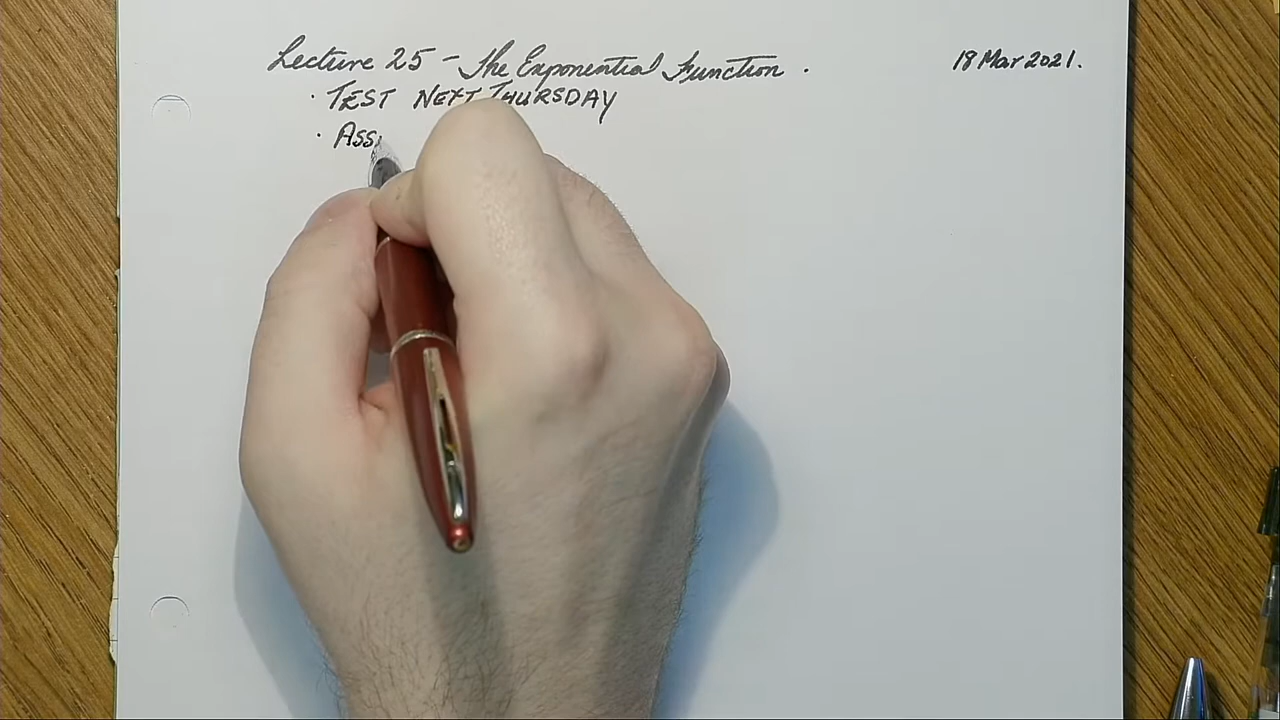 Lecture 25 - The Exponential Function. 18 Mar 2021.
· TEST NEXT THURSDAY
· Ass